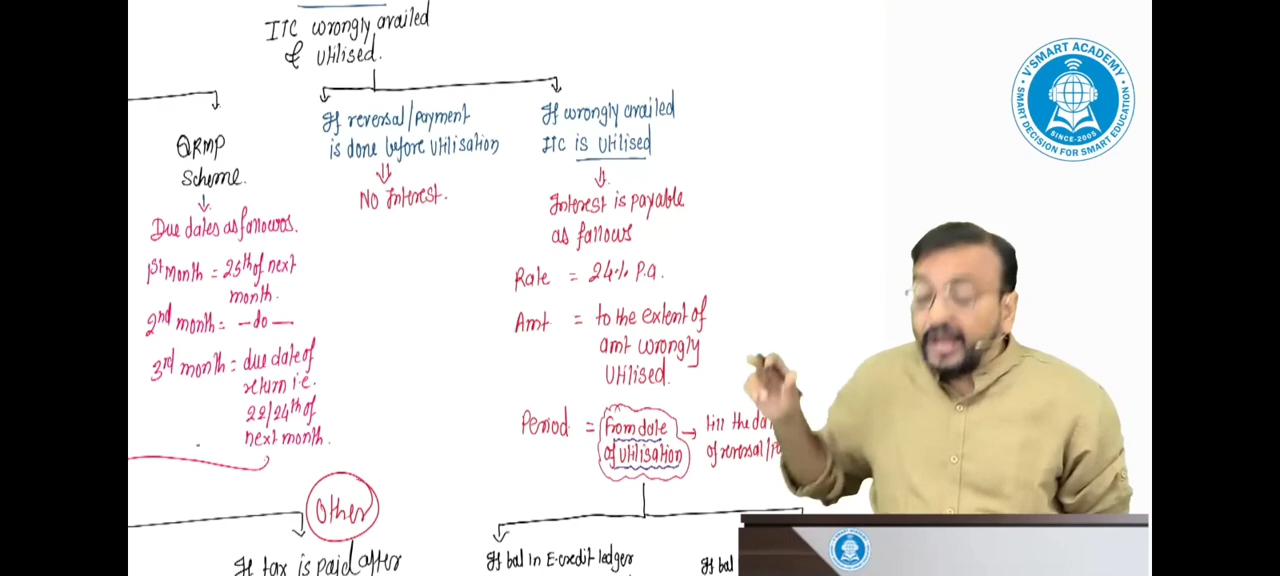 ITC wrongly availed
& Utilised.
QRMP
Scheme.
Due dates as follows.
1st Month = 25th of next
month.
2nd month = -do-
3rd month = due date of
return i.e.
22/24th of
next month.
If reversal/payment
is done before utilisation
No Interest.
If wrongly availed
ITC is Utilised
Interest is payable
as follows
Rate = 24% P.a.
Amt = to the extent of
amt wrongly
Utilised.
Period = from date
of utilisation
till the da
of reversal/
Other
If tax is paid after
If bal in E-credit ledger
If bal
V'SMART ACADEMY
SINCE-2005
SMART DECISION FOR SMART EDUCATION